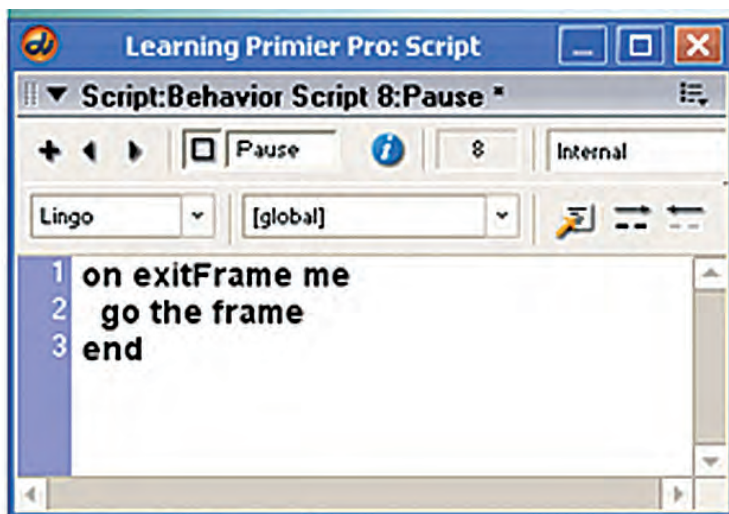 Learning Primier Pro: Script
Script:Behavior Script 8:Pause *
Pause 8 Internal
Lingo [global]
1 on exitFrame me
2 go the frame
3 end